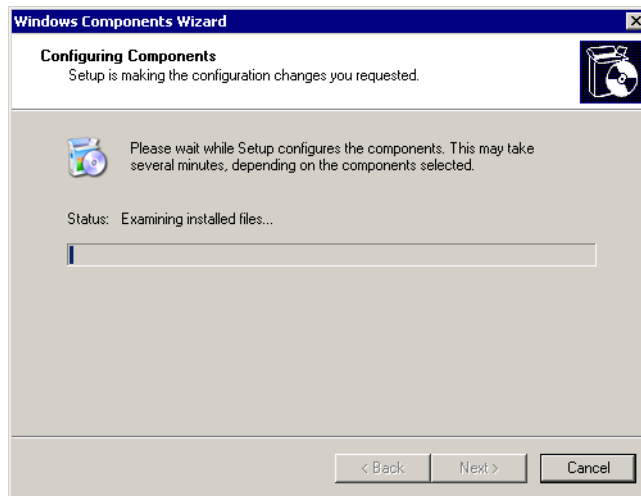 Windows Components Wizard
Configuring Components
Setup is making the configuration changes you requested.
Please wait while Setup configures the components. This may take
several minutes, depending on the components selected.
Status: Examining installed files...
< Back Next > Cancel